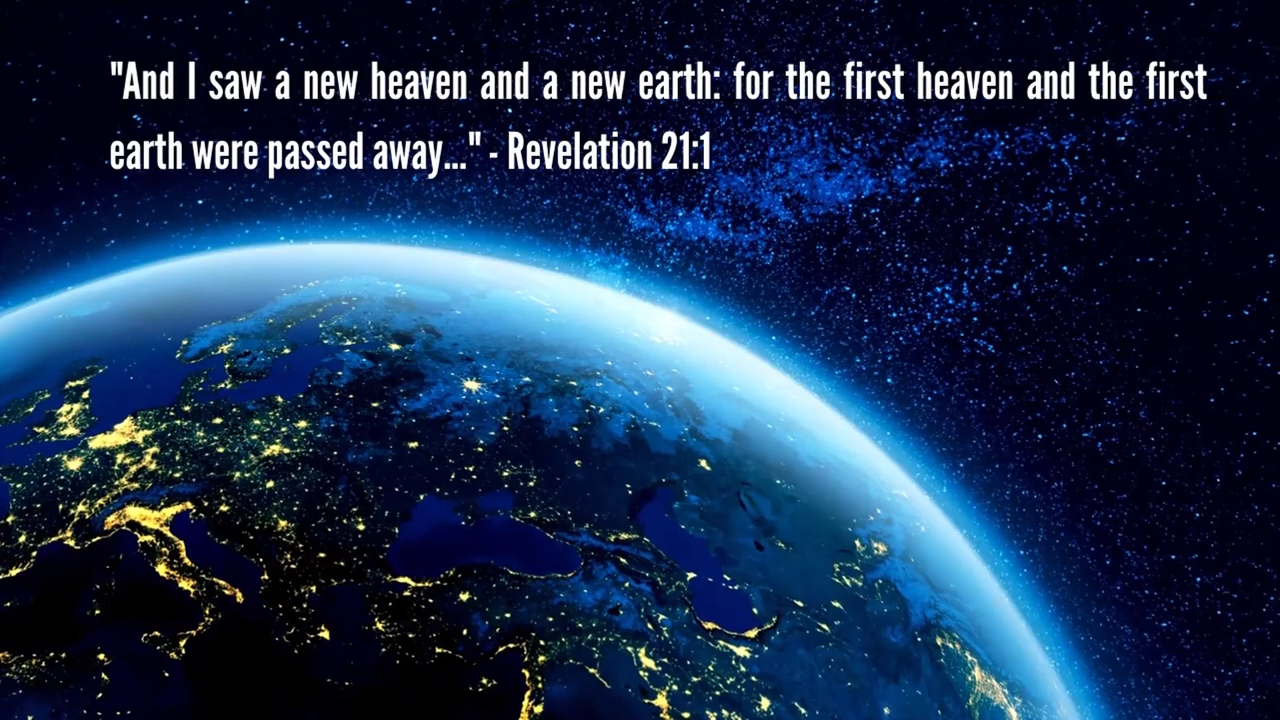 "And I saw a new heaven and a new earth: for the first heaven and the first
earth were passed away..." - Revelation 21:1